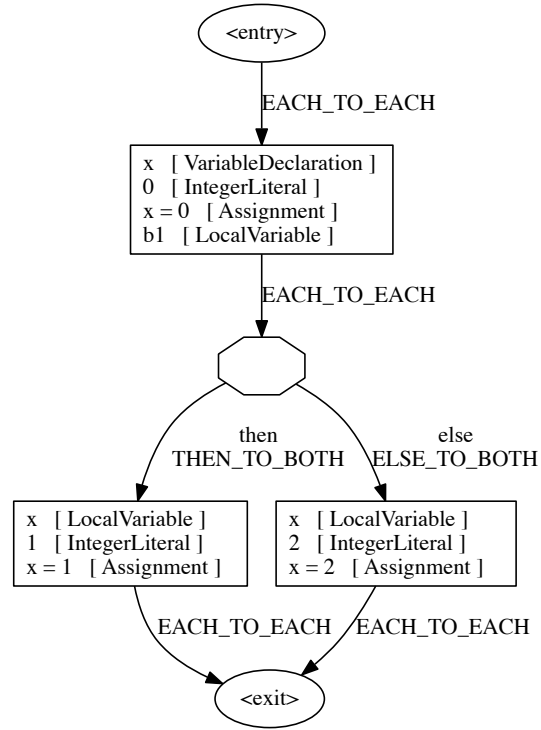 <entry>
EACH_TO_EACH
x [ VariableDeclaration ]
0 [ IntegerLiteral ]
x = 0 [ Assignment ]
b1 [ LocalVariable ]
EACH_TO_EACH
then
THEN_TO_BOTH
else
ELSE_TO_BOTH
x [ LocalVariable ]
1 [ IntegerLiteral ]
x = 1 [ Assignment ]
x [ LocalVariable ]
2 [ IntegerLiteral ]
x = 2 [ Assignment ]
EACH_TO_EACH
EACH_TO_EACH
<exit>